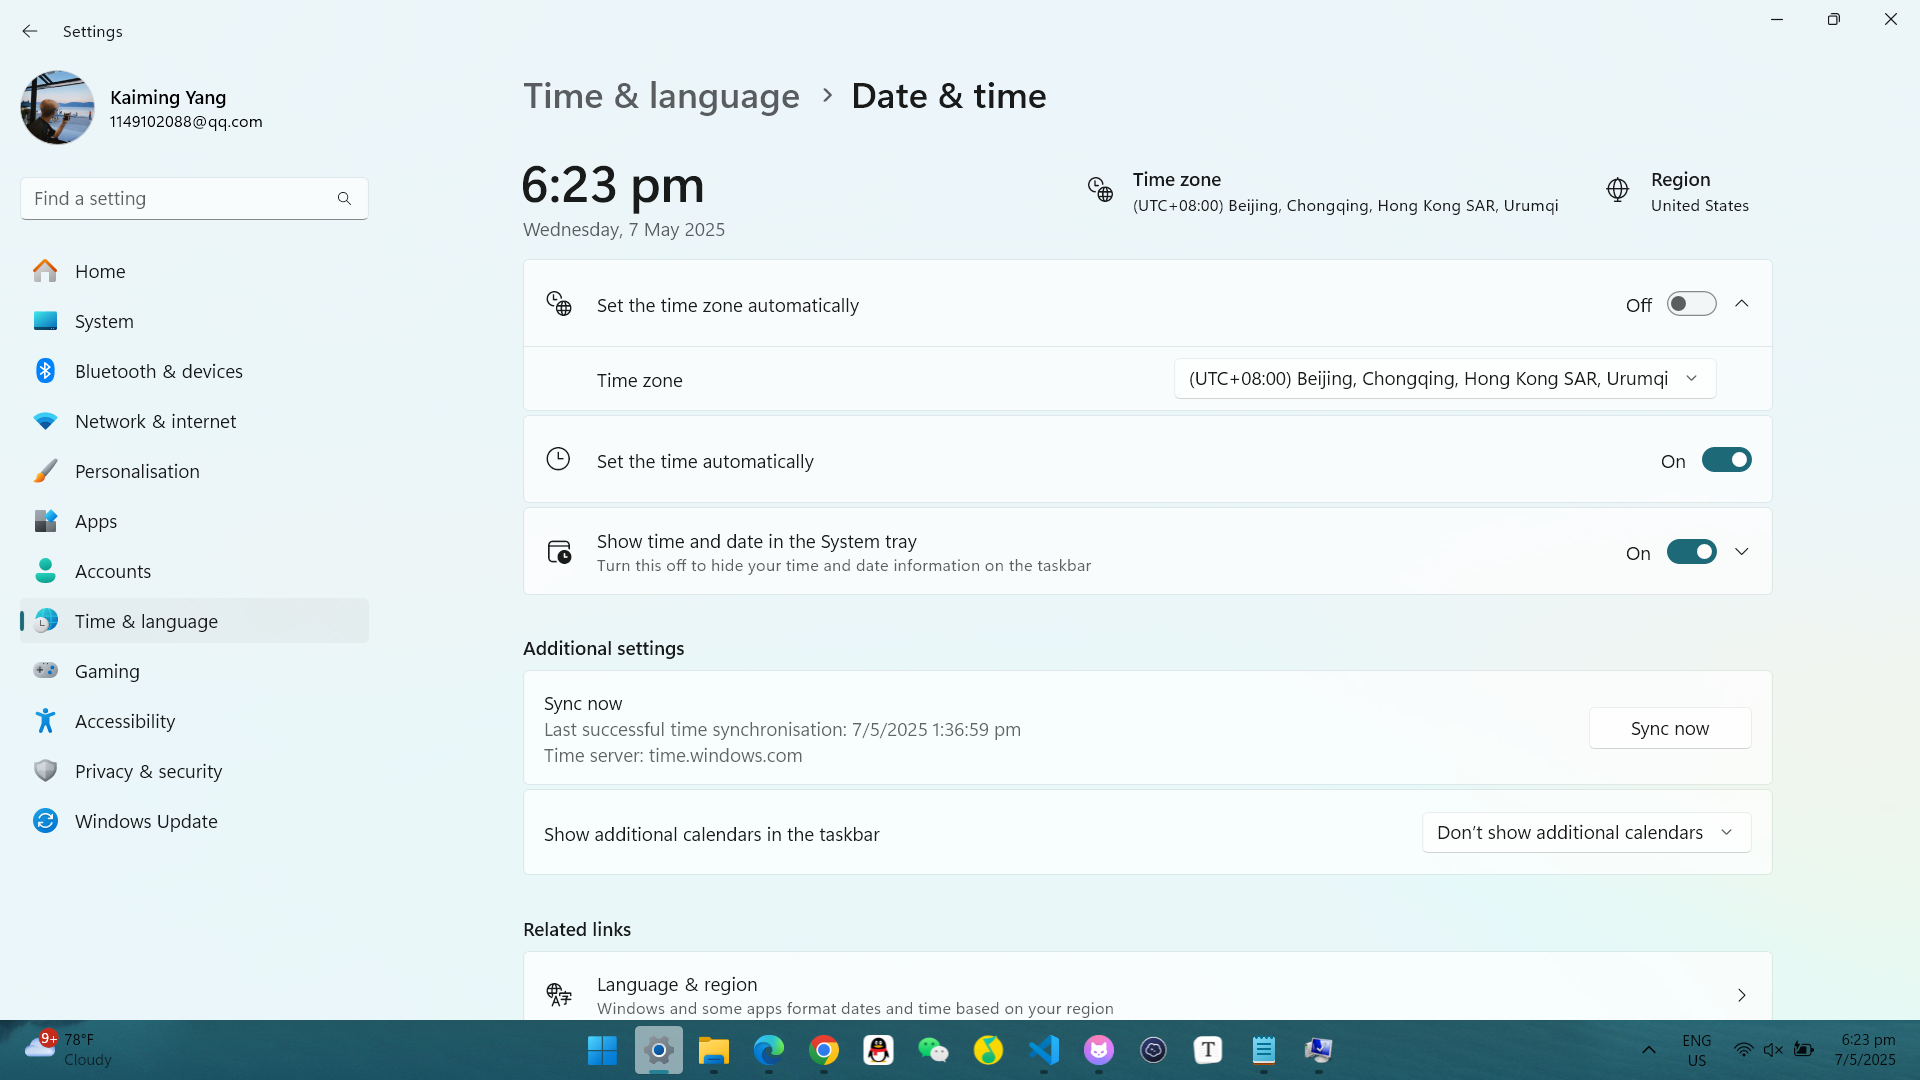 Settings
Kaiming Yang
1149102088@qq.com
Find a setting
Home
System
Bluetooth & devices
Network & internet
Personalisation
Apps
Accounts
Time & language
Gaming
Accessibility
Privacy & security
Windows Update
Time & language > Date & time
6:23 pm
Wednesday, 7 May 2025
Time zone
(UTC+08:00) Beijing, Chongqing, Hong Kong SAR, Urumqi
Region
United States
Set the time zone automatically
Off
Time zone
(UTC+08:00) Beijing, Chongqing, Hong Kong SAR, Urumqi
Set the time automatically
On
Show time and date in the System tray
Turn this off to hide your time and date information on the taskbar
On
Additional settings
Sync now
Last successful time synchronisation: 7/5/2025 1:36:59 pm
Time server: time.windows.com
Sync now
Show additional calendars in the taskbar
Don't show additional calendars
Related links
Language & region
Windows and some apps format dates and time based on your region
9+
78°F
Cloudy
T
ENG
US
6:23 pm
7/5/2025